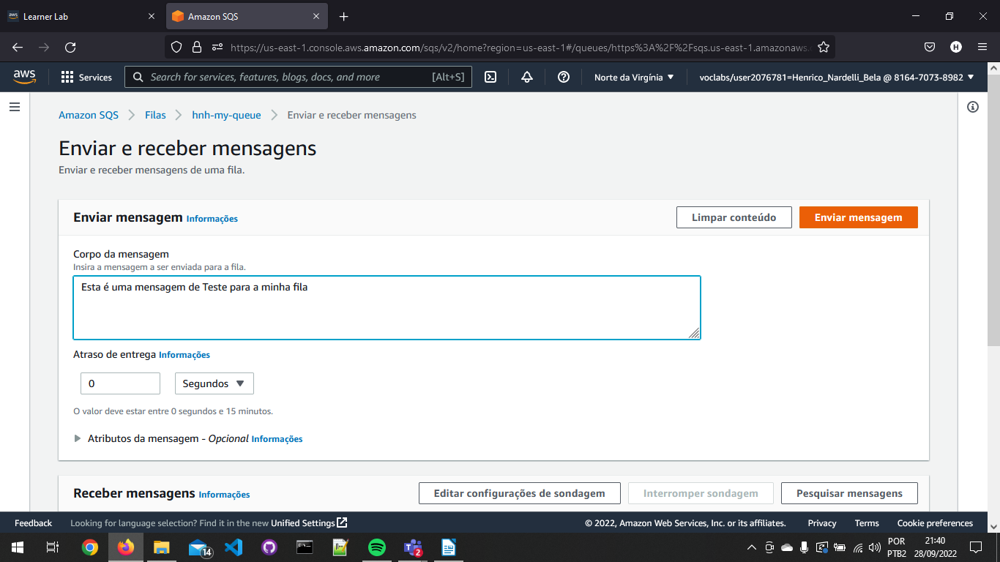 aws Learner Lab
Amazon SQS
https://us-east-1.console.aws.amazon.com/sqs/v2/home?region=us-east-1#/queues/https%3A%2F%2Fsqs.us-east-1.amazonaws.
H
aws Services Search for services, features, blogs, docs, and more [Alt+S] Norte da Virgínia voclabs/user2076781=Henrico_Nardelli_Bela @ 8164-7073-8982
Amazon SQS Filas hnh-my-queue Enviar e receber mensagens
Enviar e receber mensagens
Enviar e receber mensagens de uma fila.
Enviar mensagem Informações Limpar conteúdo Enviar mensagem
Corpo da mensagem
Insira a mensagem a ser enviada para a fila.
Esta é uma mensagem de Teste para a minha fila
Atraso de entrega Informações
0 Segundos
O valor deve estar entre 0 segundos e 15 minutos.
Atributos da mensagem - Opcional Informações
Receber mensagens Informações Editar configurações de sondagem Interromper sondagem Pesquisar mensagens
Feedback Looking for language selection? Find it in the new Unified Settings © 2022, Amazon Web Services, Inc. or its affiliates. Privacy Terms Cookie preferences
14 2 POR 21:40
PTB2 28/09/2022